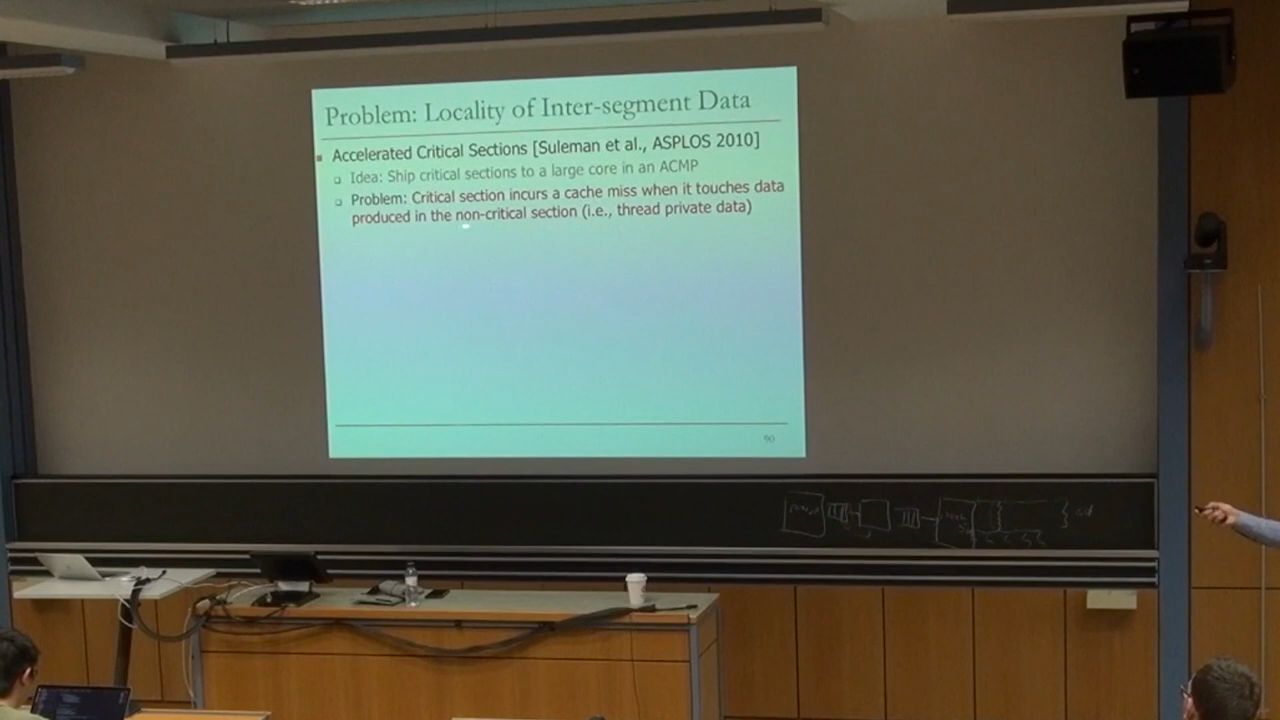 Problem: Locality of Inter-segment Data
Accelerated Critical Sections [Suleman et al., ASPLOS 2010]
Idea: Ship critical sections to a large core in an ACMP
Problem: Critical section incurs a cache miss when it touches data
produced in the non-critical section (i.e., thread private data)
90